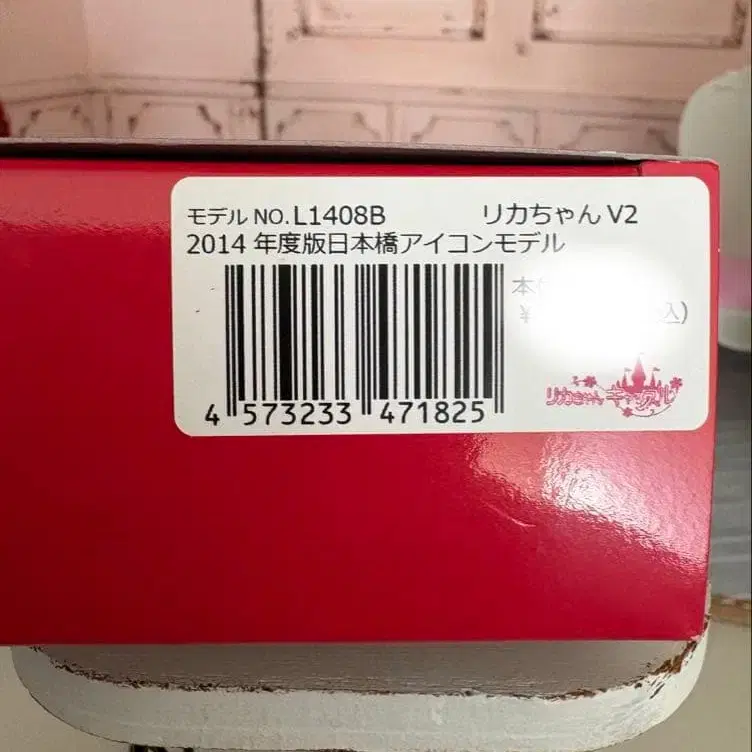 モデル NO.L1408B リカちゃん V2
2014 年度版日本橋アイコンモデル
本
¥ 込)
4 573233 471825
リカちゃんキャッスル